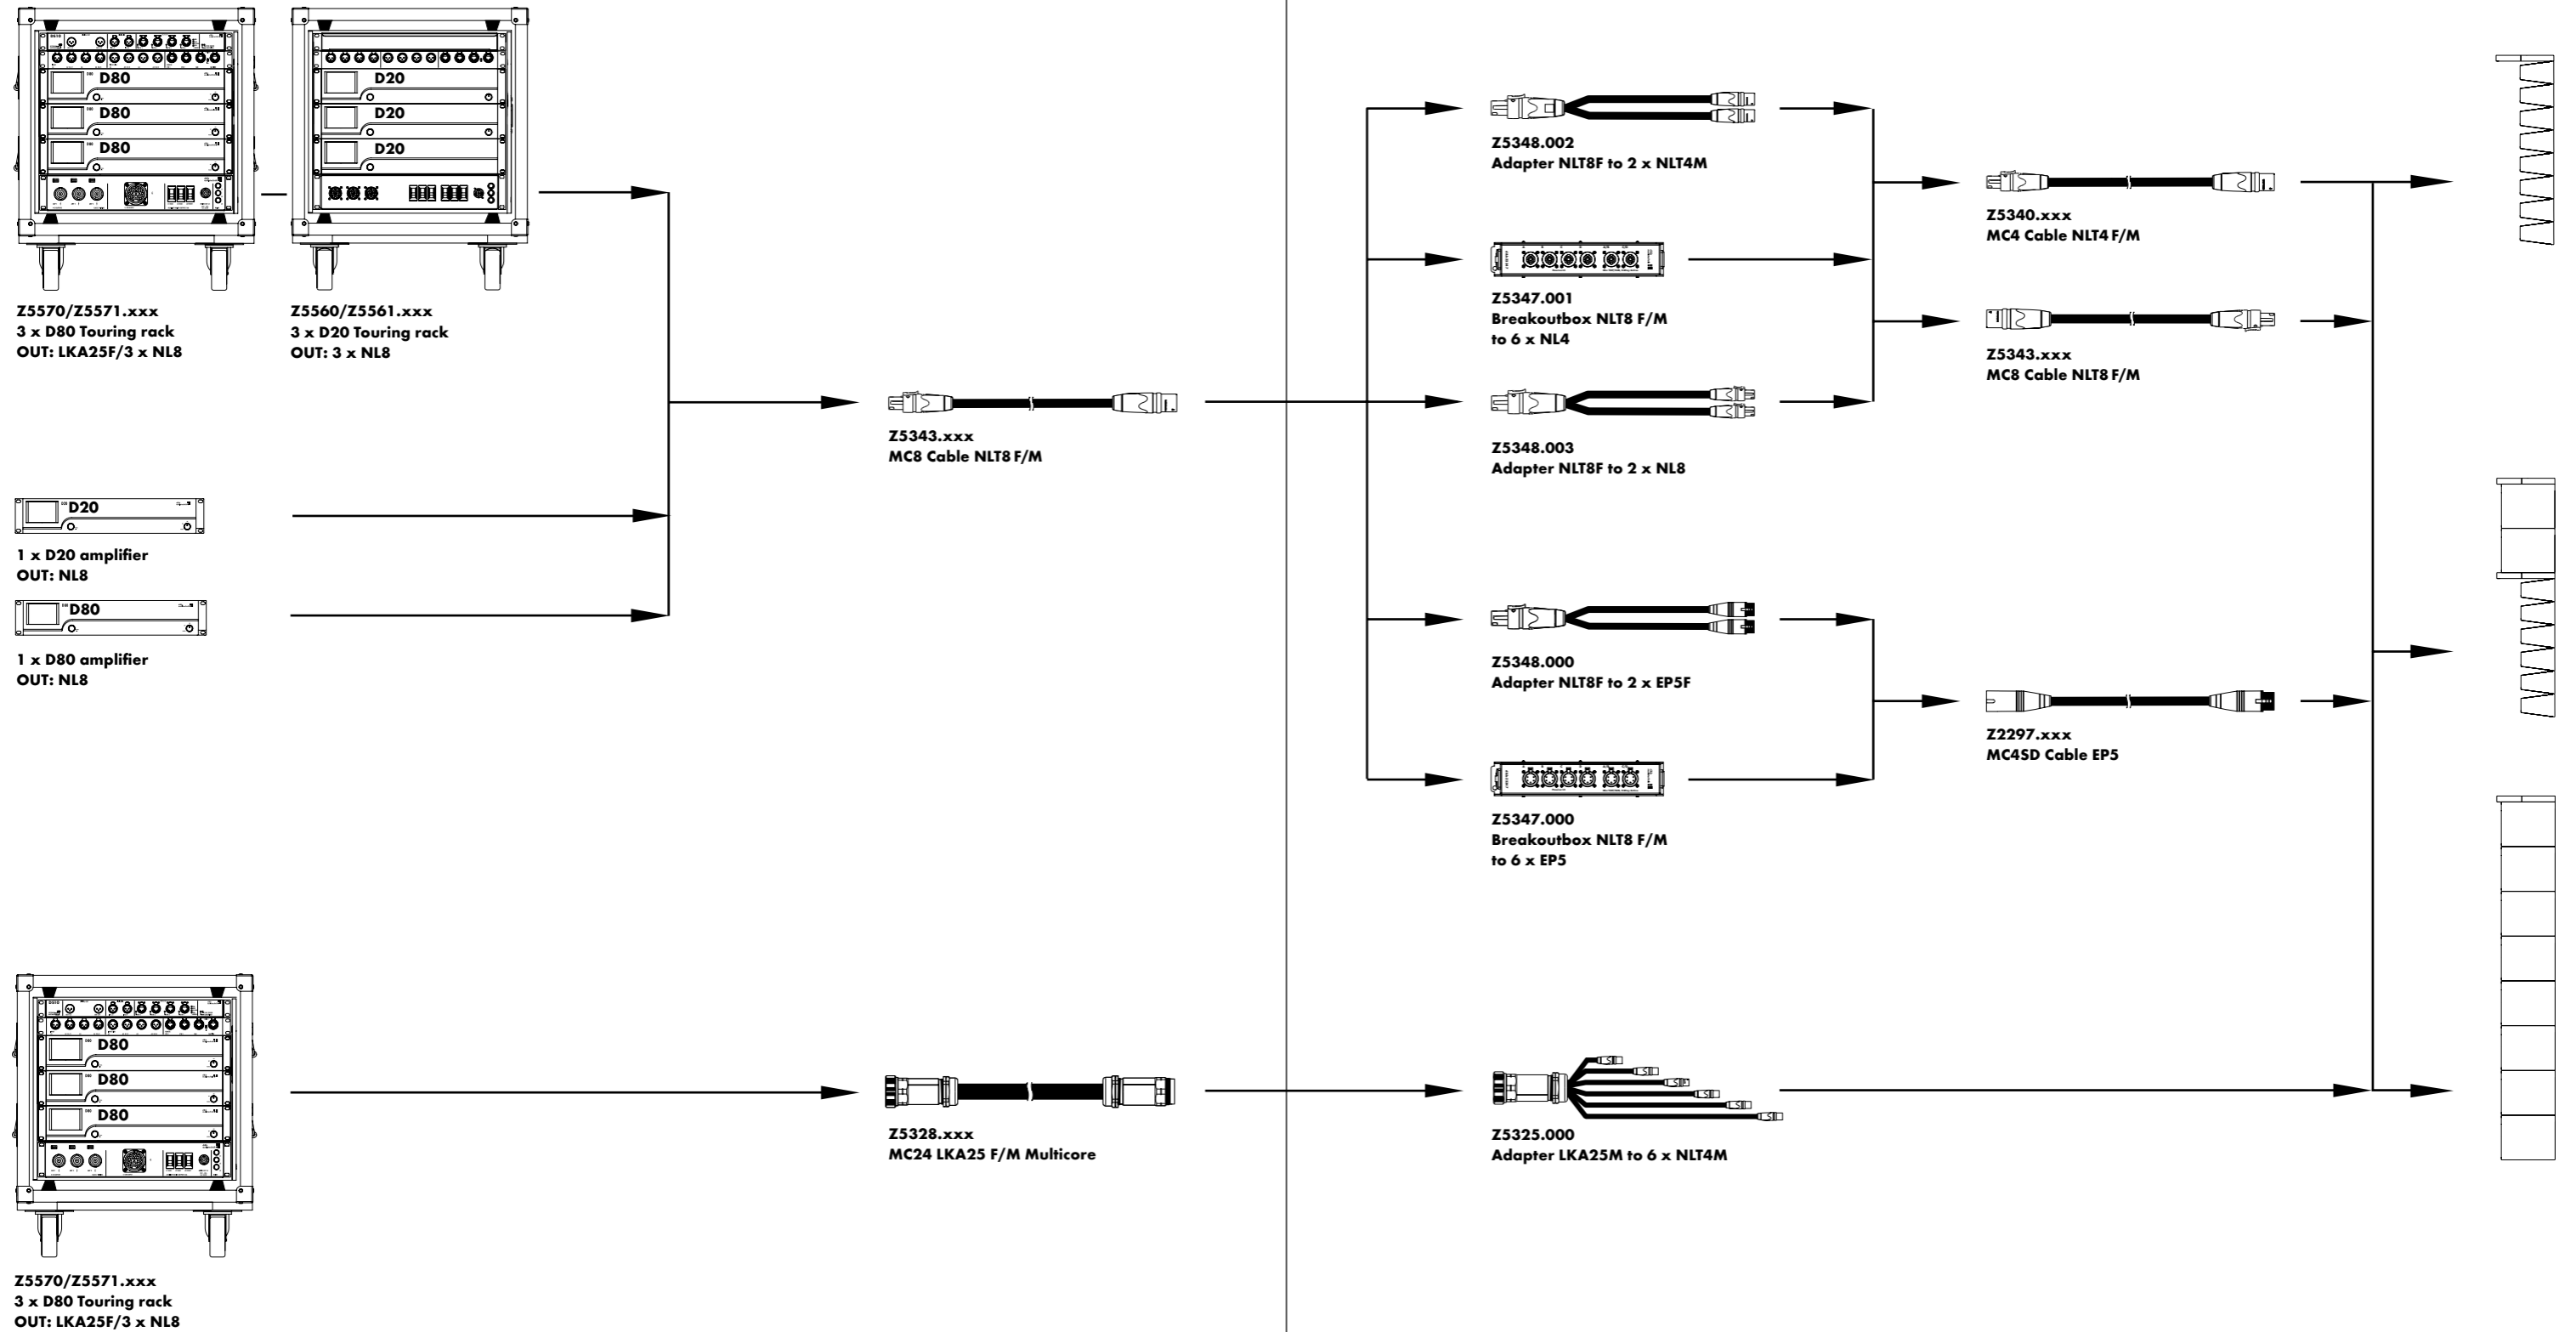 D80
D80
D80
Z5570/Z5571.xxx
3 x D80 Touring rack
OUT: LKA25F/3 x NL8
D20
D20
D20
Z5560/Z5561.xxx
3 x D20 Touring rack
OUT: 3 x NL8
D20
1 x D20 amplifier
OUT: NL8
D80
1 x D80 amplifier
OUT: NL8
Z5343.xxx
MC8 Cable NLT8 F/M
Z5348.002
Adapter NLT8F to 2 x NLT4M
Z5347.001
Breakoutbox NLT8 F/M
to 6 x NL4
Z5348.003
Adapter NLT8F to 2 x NL8
Z5348.000
Adapter NLT8F to 2 x EP5F
Z5347.000
Breakoutbox NLT8 F/M
to 6 x EP5
Z5340.xxx
MC4 Cable NLT4 F/M
Z5343.xxx
MC8 Cable NLT8 F/M
Z2297.xxx
MC4SD Cable EP5
D80
D80
D80
Z5570/Z5571.xxx
3 x D80 Touring rack
OUT: LKA25F/3 x NL8
Z5328.xxx
MC24 LKA25 F/M Multicore
Z5325.000
Adapter LKA25M to 6 x NLT4M